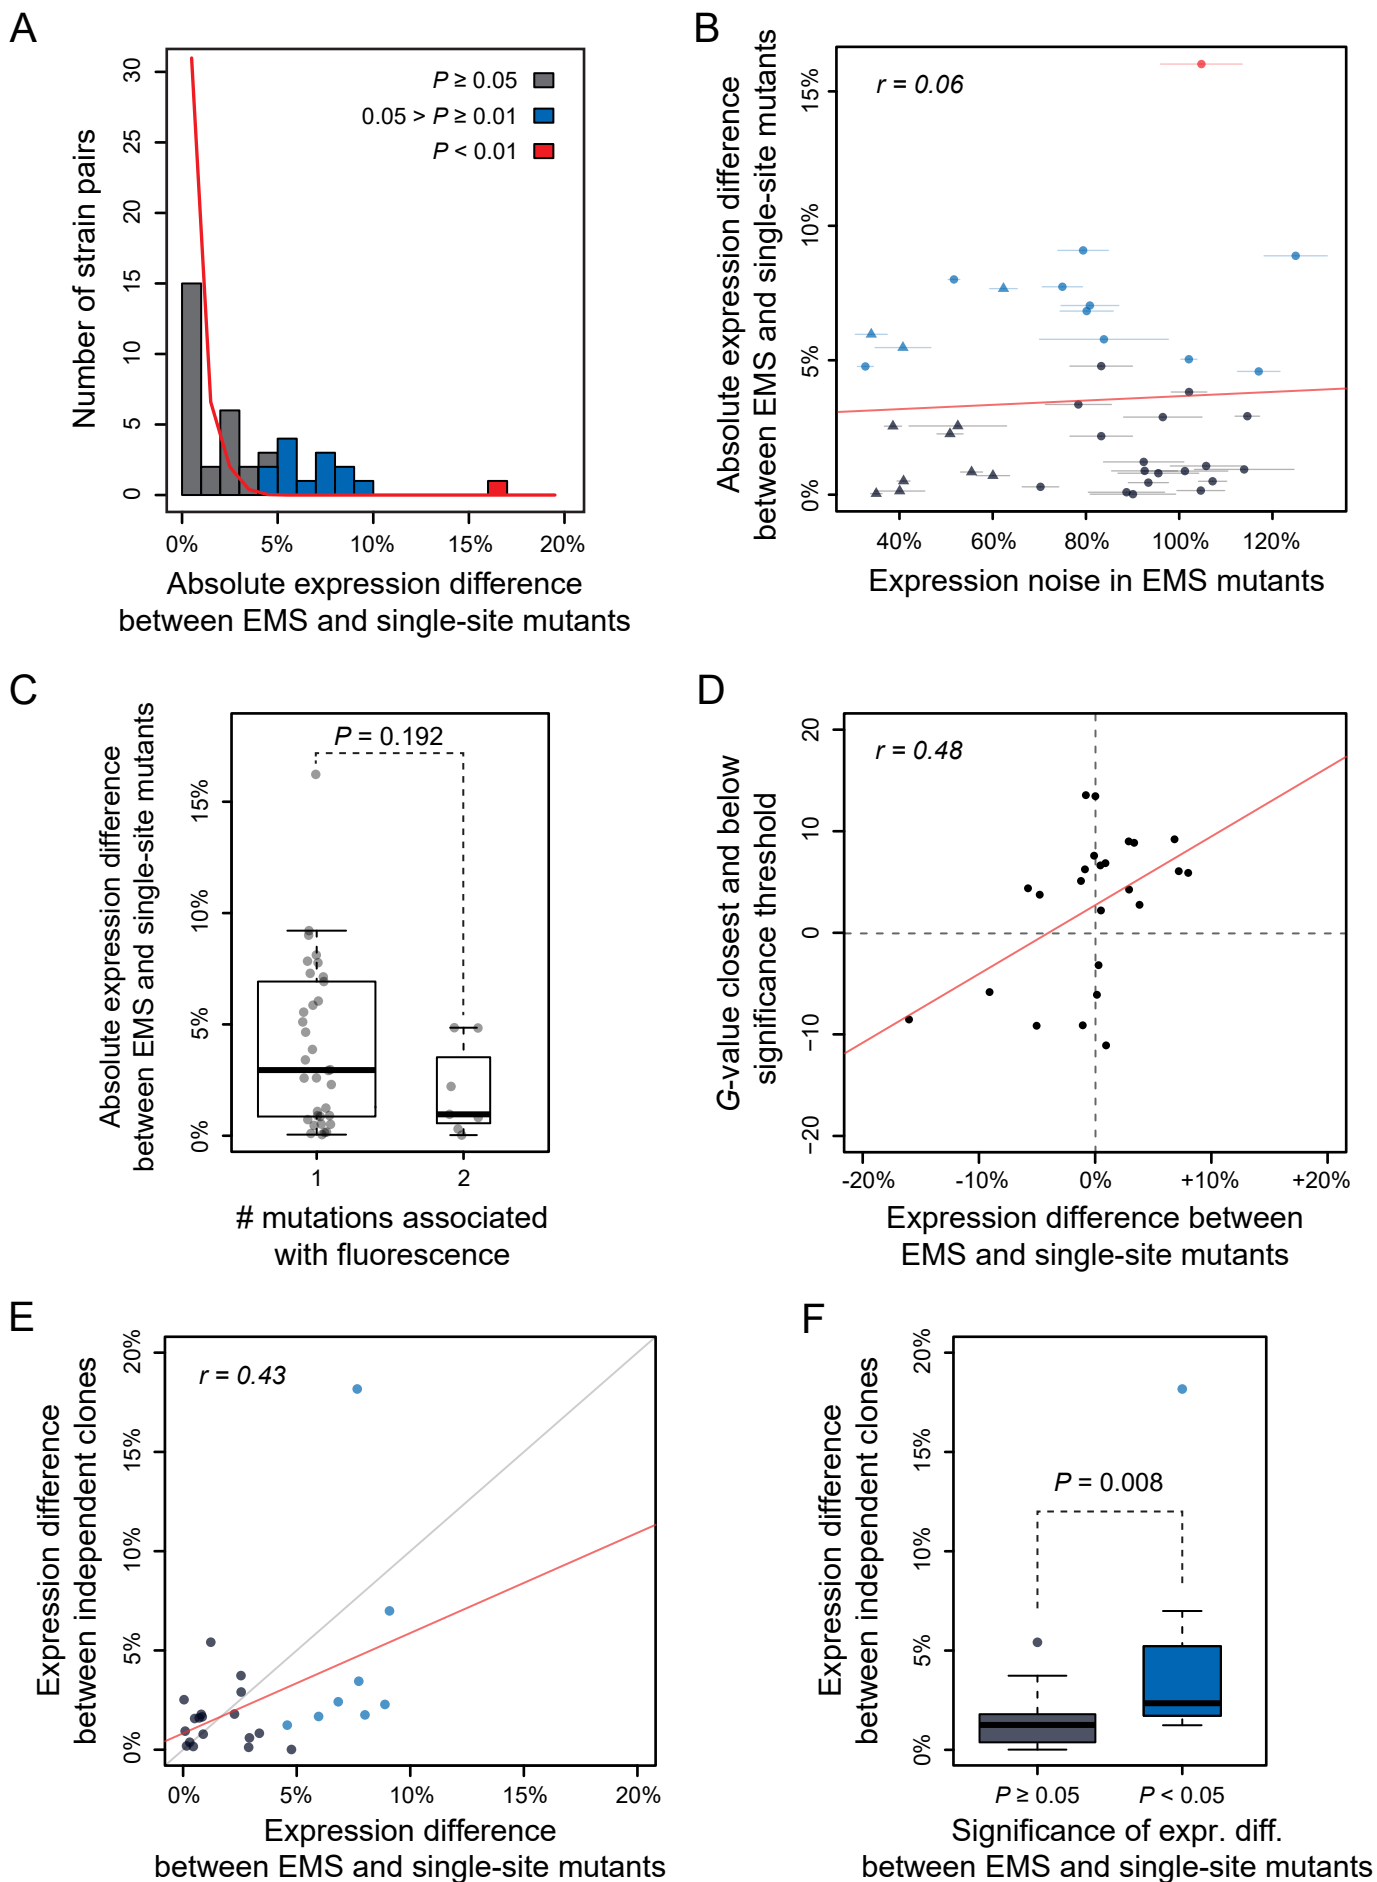 A
Number of strain pairs
0
5
10
15
20
25
30
P ≥ 0.05
0.05 > P ≥ 0.01
P < 0.01
0%
5%
10%
15%
20%
Absolute expression difference
between EMS and single-site mutants
B
Absolute expression difference
between EMS and single-site mutants
0%
5%
10%
15%
r = 0.06
40%
60%
80%
100%
120%
Expression noise in EMS mutants
C
Absolute expression difference
between EMS and single-site mutants
0%
5%
10%
15%
P = 0.192
1
2
# mutations associated
with fluorescence
D
G-value closest and below
significance threshold
−20
−10
0
10
20
r = 0.48
-20%
-10%
0%
+10%
+20%
Expression difference between
EMS and single-site mutants
E
Expression difference
between independent clones
0%
5%
10%
15%
20%
r = 0.43
0%
5%
10%
15%
20%
Expression difference
between EMS and single-site mutants
F
Expression difference
between independent clones
0%
5%
10%
15%
20%
P = 0.008
P ≥ 0.05
P < 0.05
Significance of expr. diff.
between EMS and single-site mutants